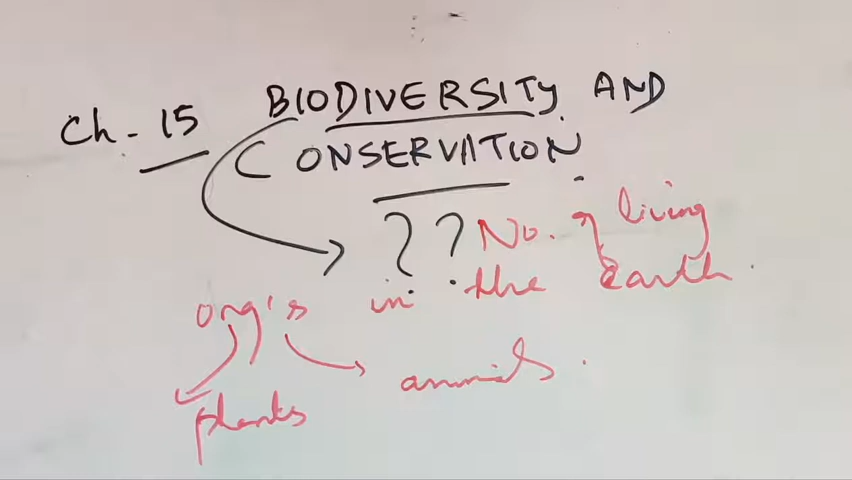 Ch - 15 BIODIVERSITY AND
CONSERVATION
?? No. of living
org's in the earth
plants animals.